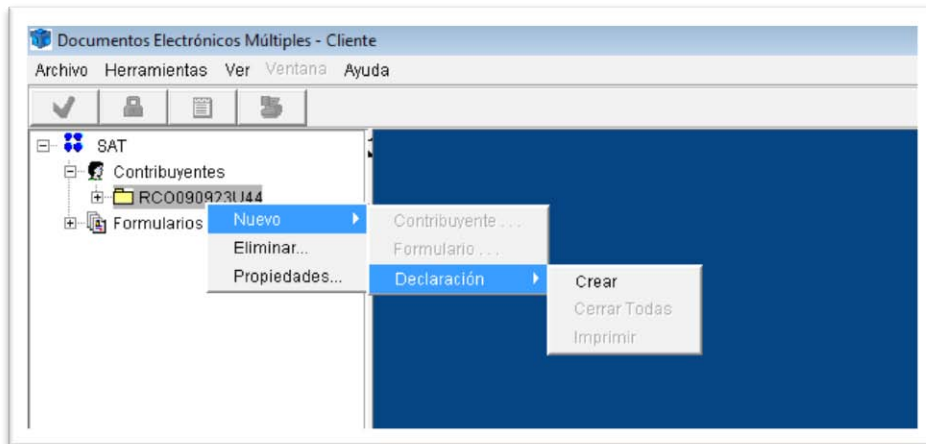 Documentos Electrónicos Múltiples - Cliente
Archivo Herramientas Ver Ventana Ayuda
SAT
Contribuyentes
RCO090923U44
Formularios
Nuevo
Eliminar...
Propiedades...
Contribuyente . . .
Formulario . . .
Declaración
Crear
Cerrar Todas
Imprimir